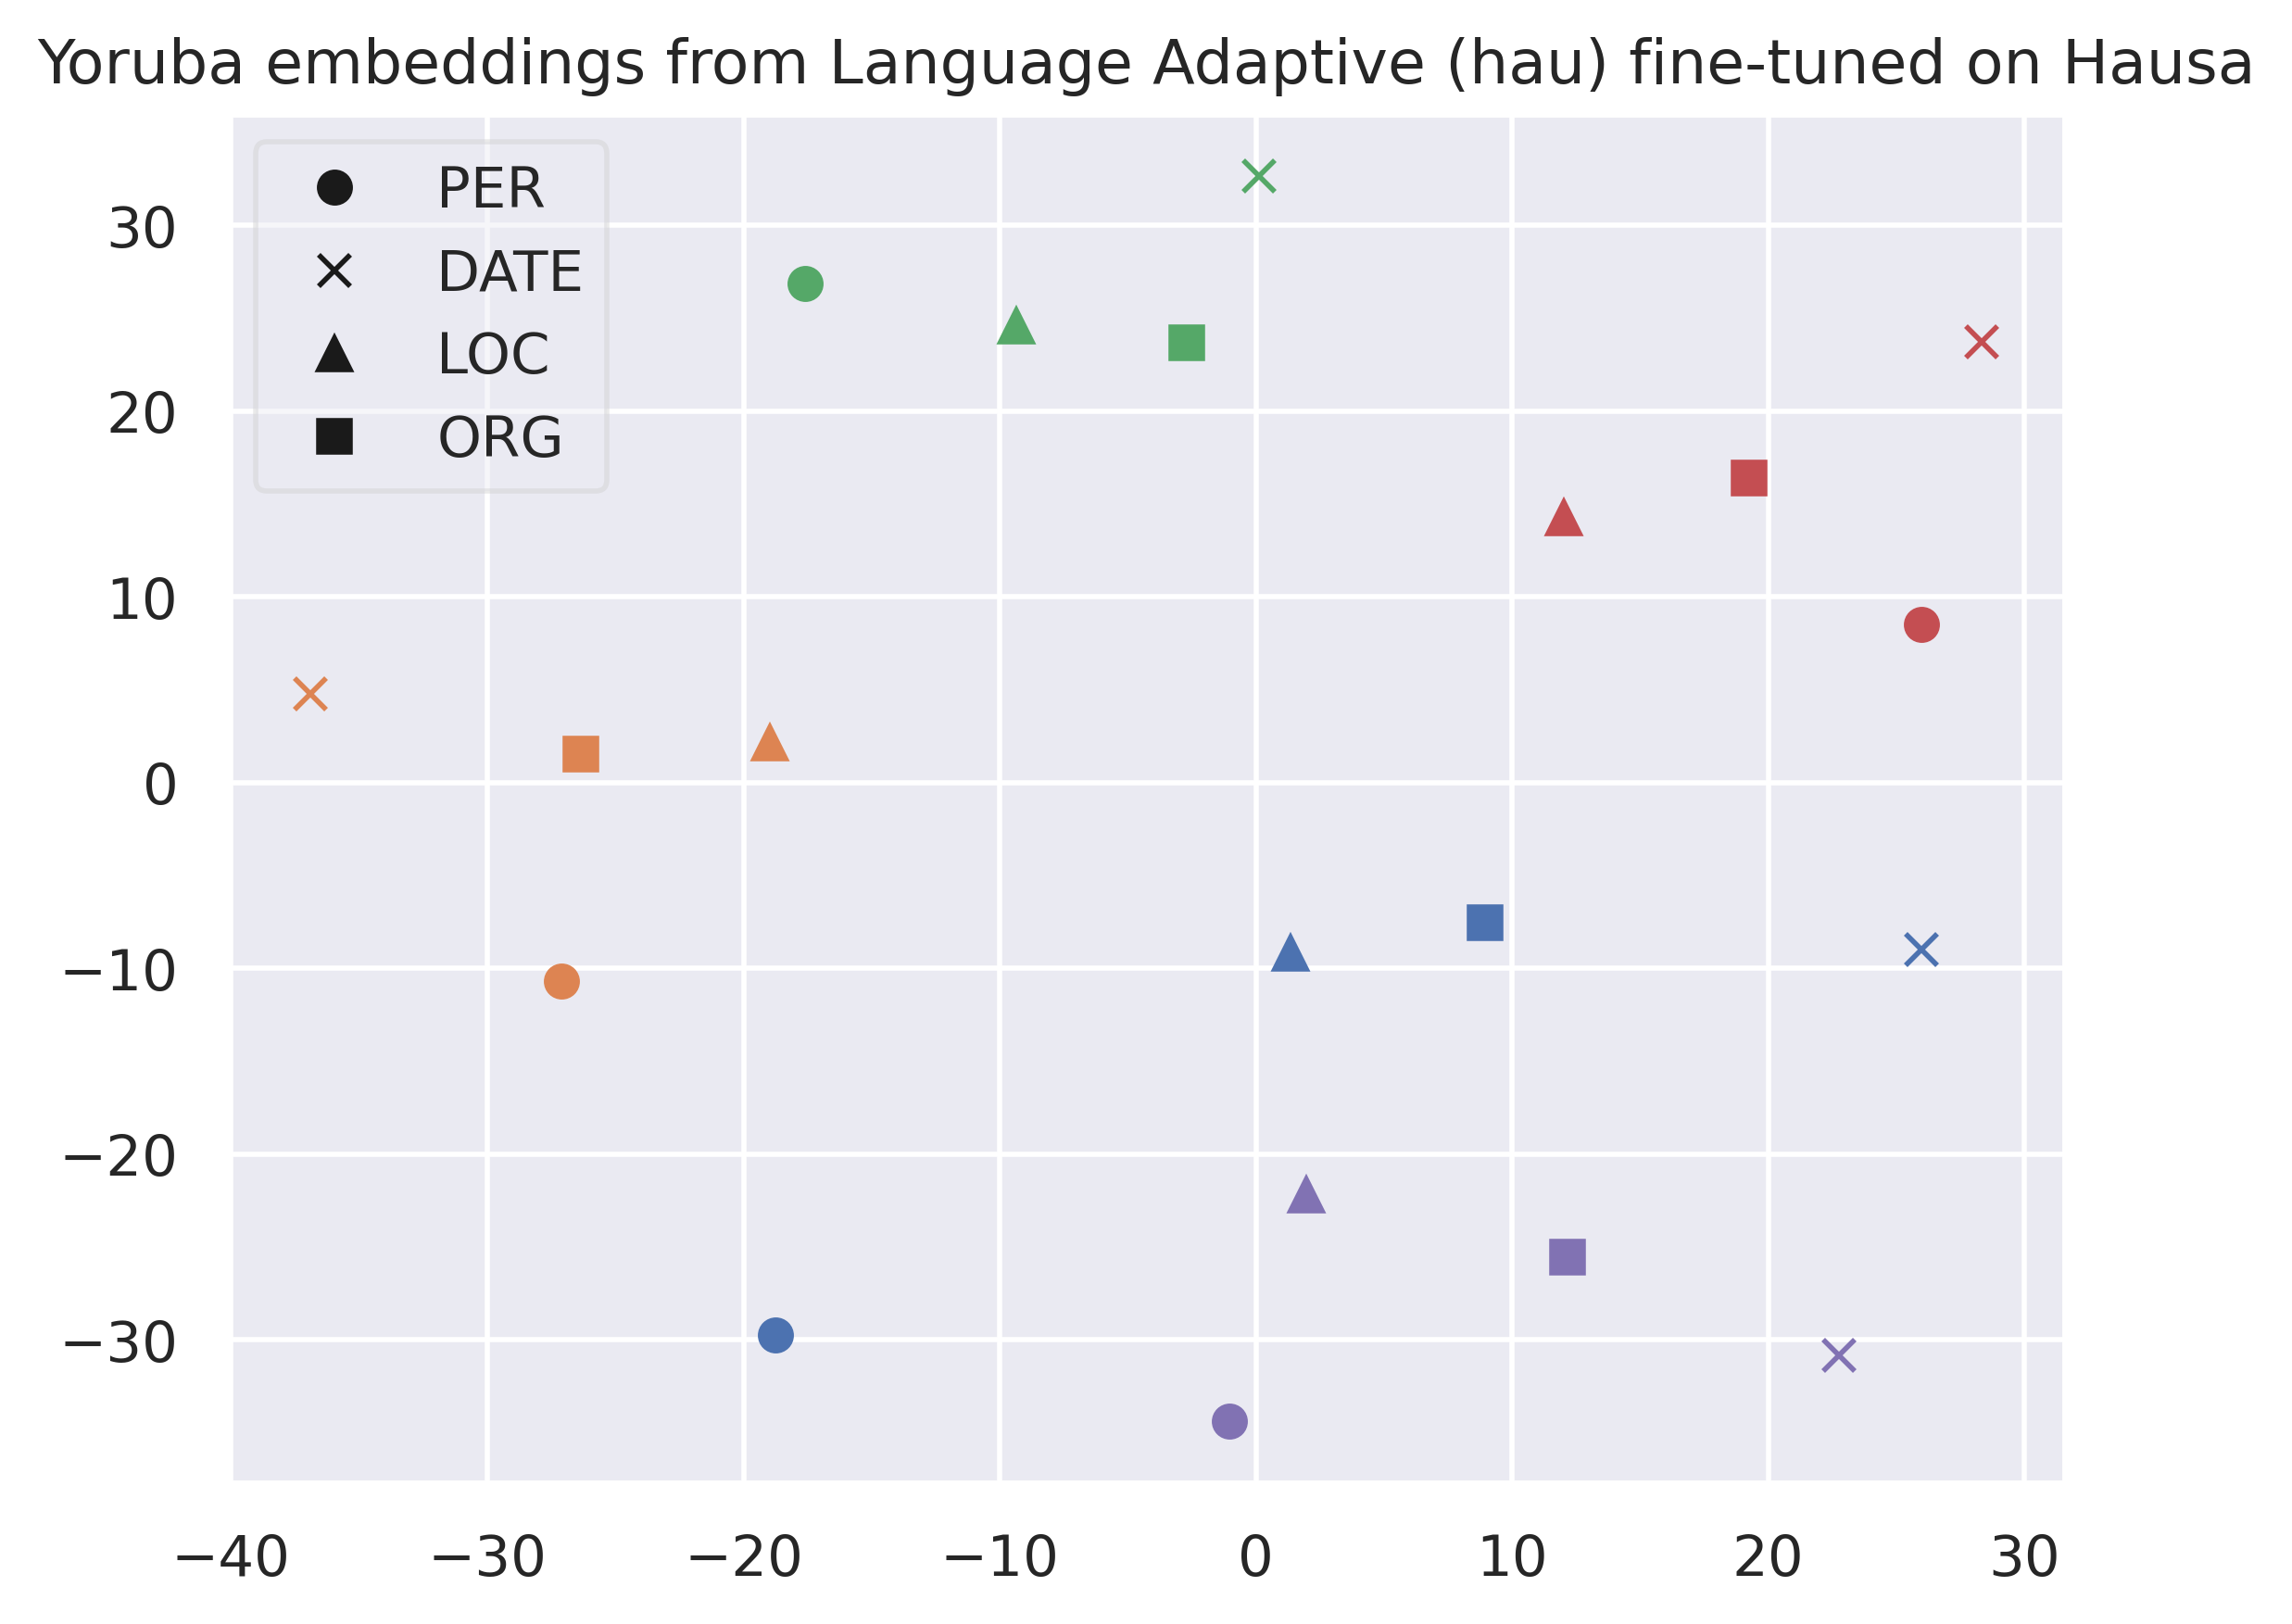 Yoruba embeddings from Language Adaptive (hau) fine-tuned on Hausa
PER
DATE
LOC
ORG
30
20
10
0
−10
−20
−30
−40 −30 −20 −10 0 10 20 30